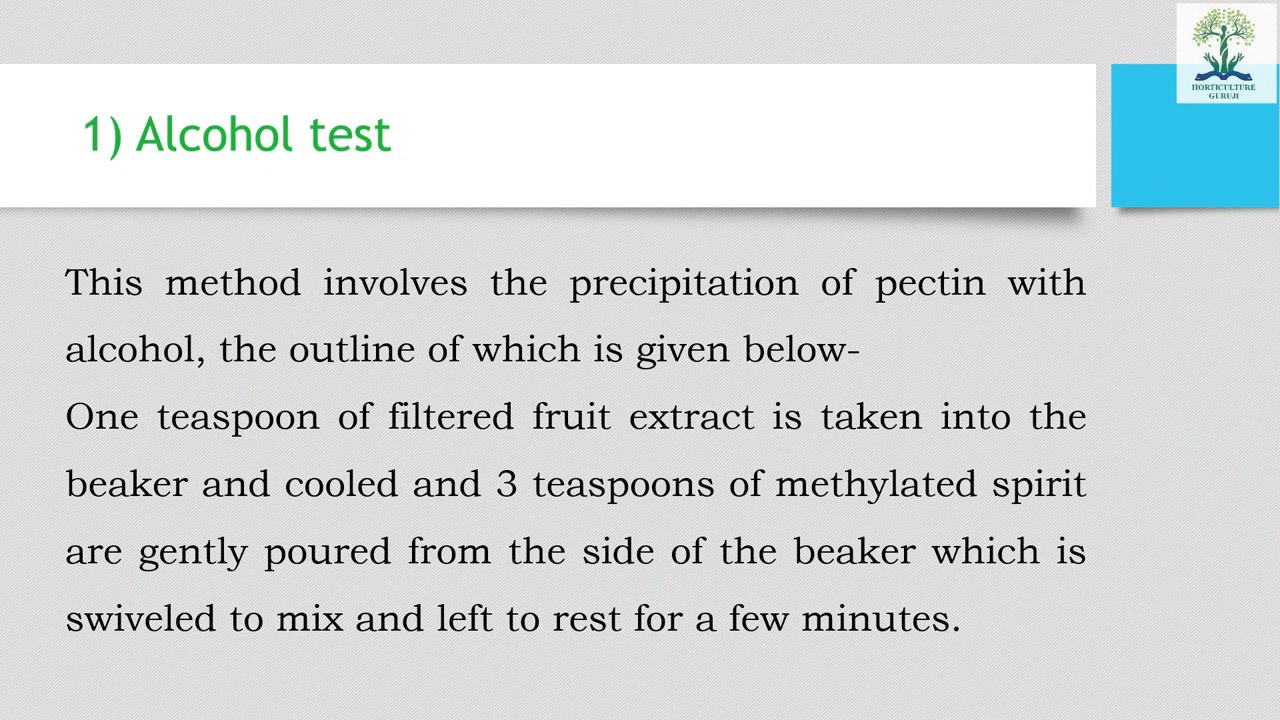 HORTICULTURE
GURUJI
1) Alcohol test
This method involves the precipitation of pectin with
alcohol, the outline of which is given below-
One teaspoon of filtered fruit extract is taken into the
beaker and cooled and 3 teaspoons of methylated spirit
are gently poured from the side of the beaker which is
swiveled to mix and left to rest for a few minutes.